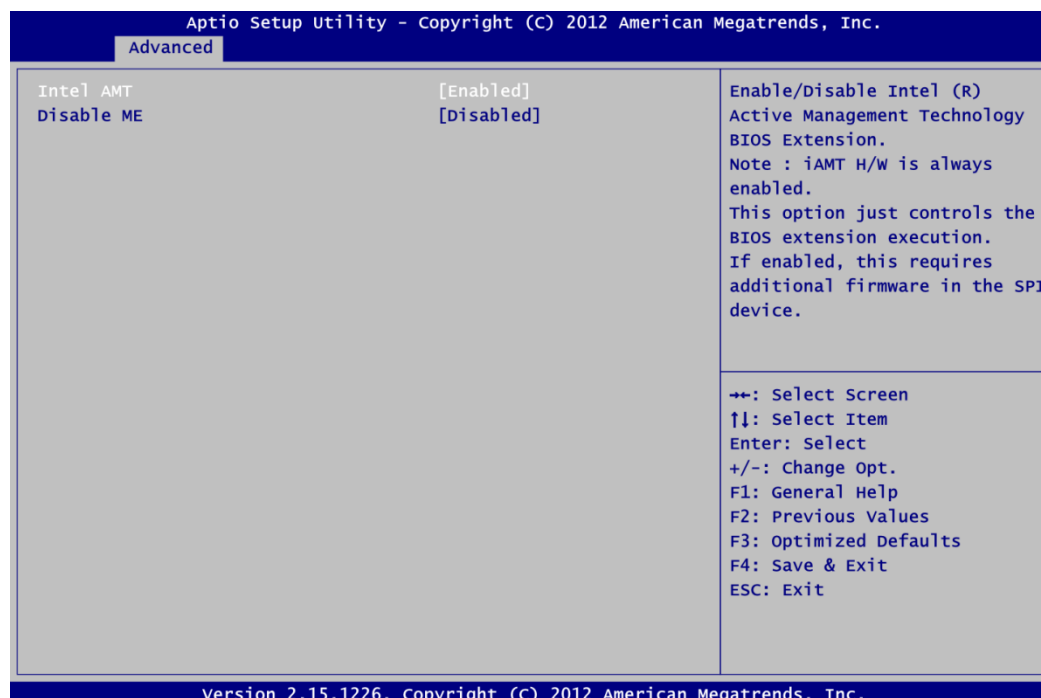 Aptio Setup Utility - Copyright (C) 2012 American Megatrends, Inc.
Advanced
Intel AMT [Enabled]
Disable ME [Disabled]
Enable/Disable Intel (R)
Active Management Technology
BIOS Extension.
Note : iAMT H/W is always
enabled.
This option just controls the
BIOS extension execution.
If enabled, this requires
additional firmware in the SPI
device.
→←: Select Screen
↑↓: Select Item
Enter: Select
+/-: Change Opt.
F1: General Help
F2: Previous Values
F3: Optimized Defaults
F4: Save & Exit
ESC: Exit
Version 2.15.1226. Copyright (C) 2012 American Megatrends, Inc.